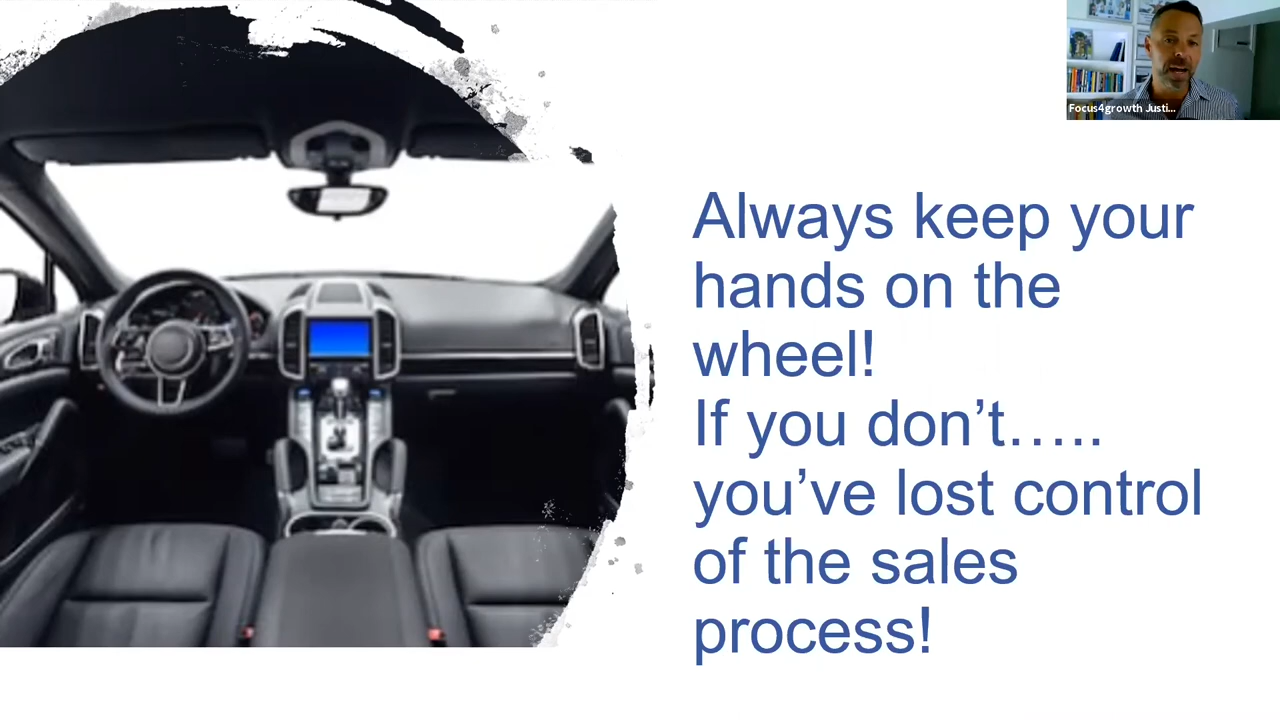 Focus4growth Justi...
Always keep your
hands on the
wheel!
If you don’t…..
you’ve lost control
of the sales
process!